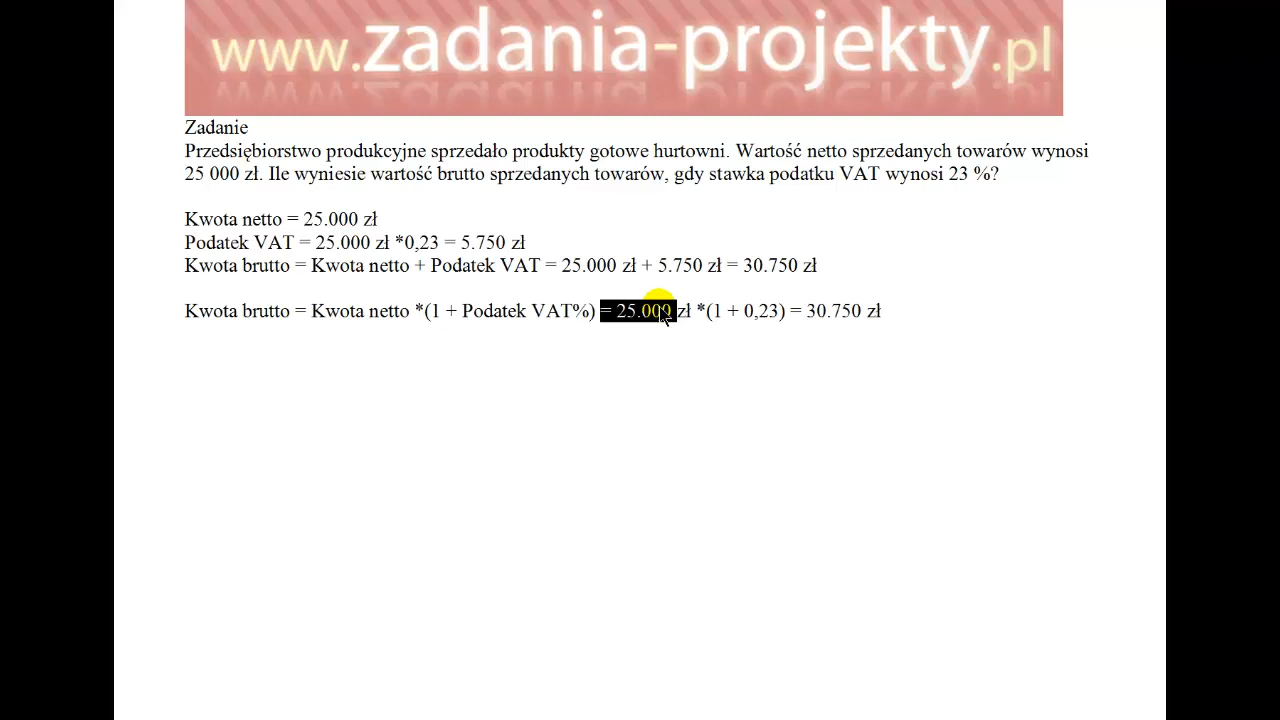 www.zadania-projekty.pl
Zadanie
Przedsiębiorstwo produkcyjne sprzedało produkty gotowe hurtowni. Wartość netto sprzedanych towarów wynosi
25 000 zł. Ile wyniesie wartość brutto sprzedanych towarów, gdy stawka podatku VAT wynosi 23 %?
Kwota netto = 25.000 zł
Podatek VAT = 25.000 zł *0,23 = 5.750 zł
Kwota brutto = Kwota netto + Podatek VAT = 25.000 zł + 5.750 zł = 30.750 zł
Kwota brutto = Kwota netto *(1 + Podatek VAT%) = 25.000 zł *(1 + 0,23) = 30.750 zł